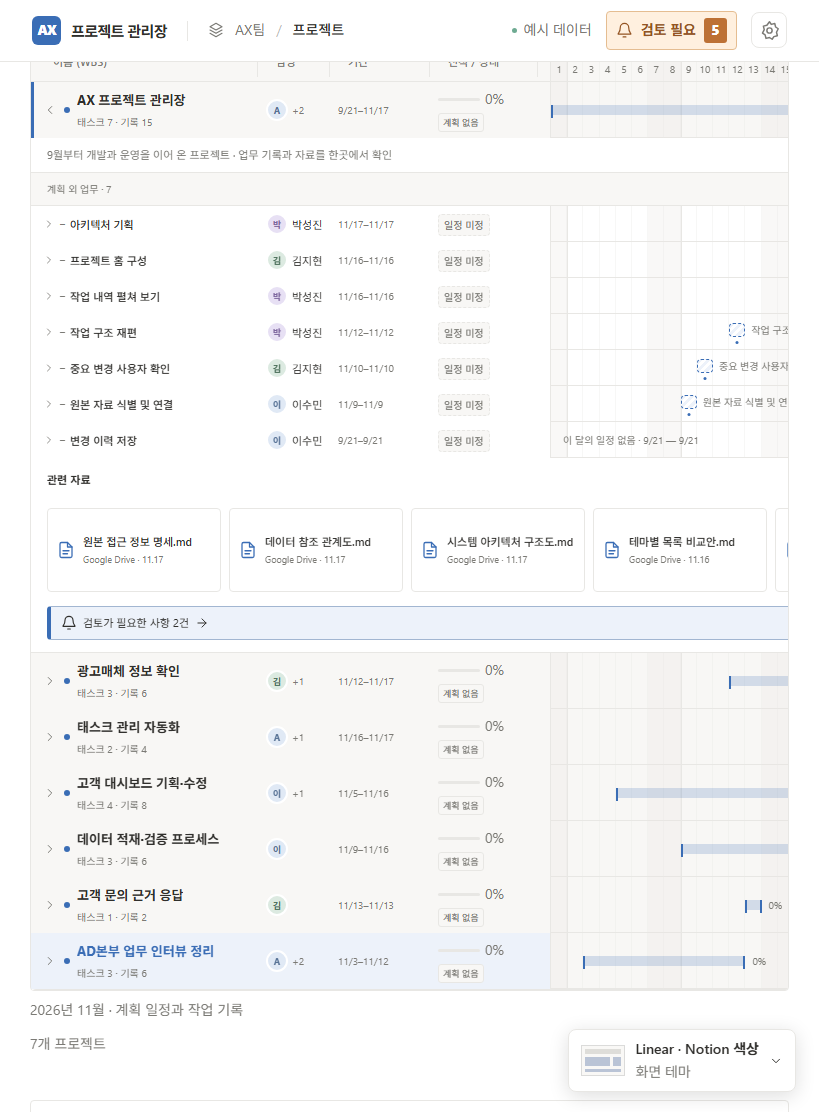 AX 프로젝트 관리장 AX팀 / 프로젝트 예시 데이터 검토 필요 5
1 2 3 4 5 6 7 8 9 10 11 12 13 14 15
AX 프로젝트 관리장 A +2 9/21–11/17 0%
태스크 7 · 기록 15 계획 없음
9월부터 개발과 운영을 이어 온 프로젝트 · 업무 기록과 자료를 한곳에서 확인
계획 외 업무 · 7
– 아키텍처 기획 박 박성진 11/17–11/17 일정 미정
– 프로젝트 홈 구성 김 김지현 11/16–11/16 일정 미정
– 작업 내역 펼쳐 보기 박 박성진 11/16–11/16 일정 미정
– 작업 구조 재편 박 박성진 11/12–11/12 일정 미정 작업 구조
– 중요 변경 사용자 확인 김 김지현 11/10–11/10 일정 미정 중요 변경 사용자
– 원본 자료 식별 및 연결 이 이수민 11/9–11/9 일정 미정 원본 자료 식별 및 연
– 변경 이력 저장 이 이수민 9/21–9/21 일정 미정 이 달의 일정 없음 · 9/21 — 9/21
관련 자료
원본 접근 정보 명세.md
Google Drive · 11.17
데이터 참조 관계도.md
Google Drive · 11.17
시스템 아키텍처 구조도.md
Google Drive · 11.17
테마별 목록 비교안.md
Google Drive · 11.16
검토가 필요한 사항 2건 →
광고매체 정보 확인 김 +1 11/12–11/17 0%
태스크 3 · 기록 6 계획 없음
태스크 관리 자동화 A +1 11/16–11/17 0%
태스크 2 · 기록 4 계획 없음
고객 대시보드 기획·수정 이 +1 11/5–11/16 0%
태스크 4 · 기록 8 계획 없음
데이터 적재·검증 프로세스 이 11/9–11/16 0%
태스크 3 · 기록 6 계획 없음
고객 문의 근거 응답 김 11/13–11/13 0% 0%
태스크 1 · 기록 2 계획 없음
AD본부 업무 인터뷰 정리 A +2 11/3–11/12 0% 0%
태스크 3 · 기록 6 계획 없음
2026년 11월 · 계획 일정과 작업 기록
7개 프로젝트
Linear · Notion 색상
화면 테마